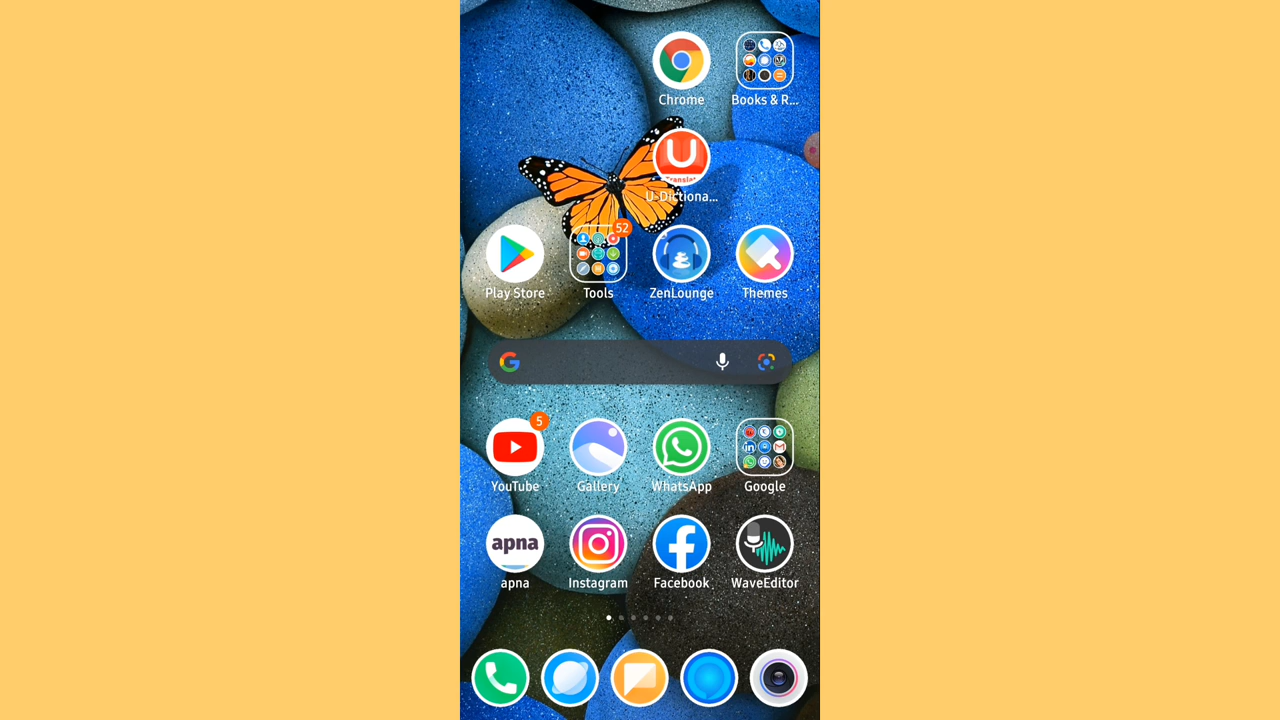 Chrome
Books & R...
U
Translat
U-Dictiona...
52
Play Store
Tools
ZenLounge
Themes
5
YouTube
Gallery
WhatsApp
Google
apna
apna
Instagram
Facebook
WaveEditor